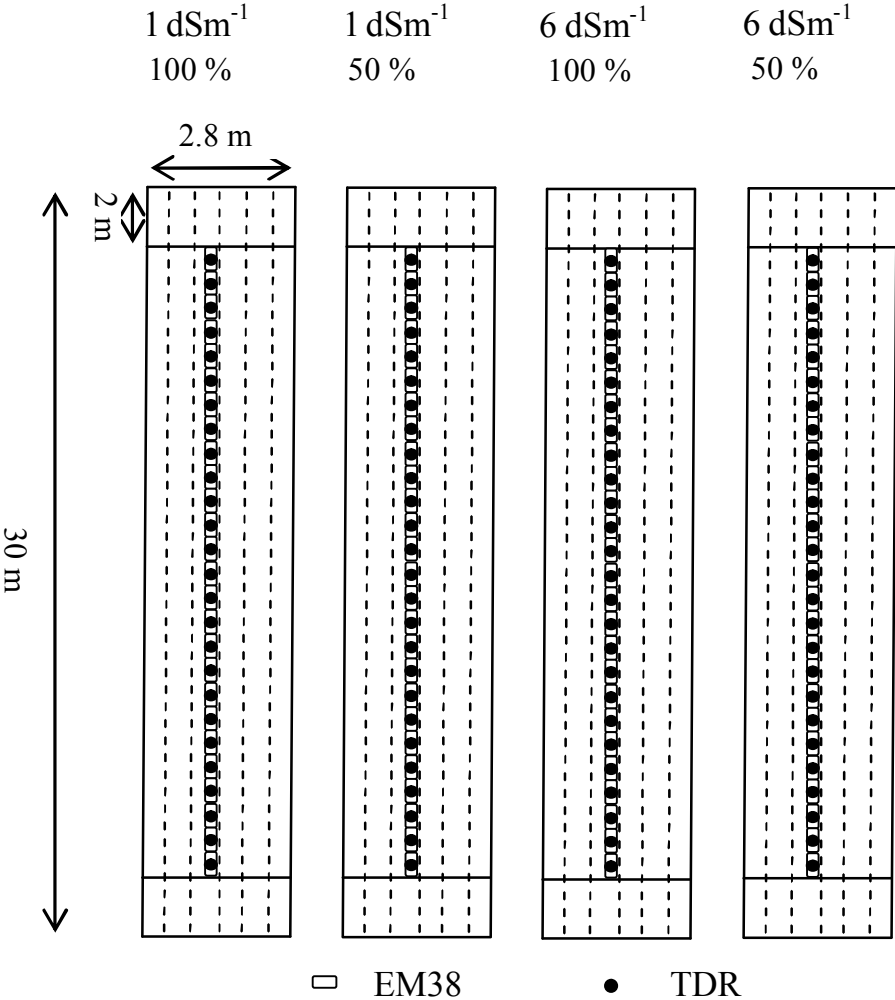 1 dSm⁻¹ 1 dSm⁻¹ 6 dSm⁻¹ 6 dSm⁻¹
100 % 50 % 100 % 50 %
2.8 m
2 m
30 m
EM38 TDR